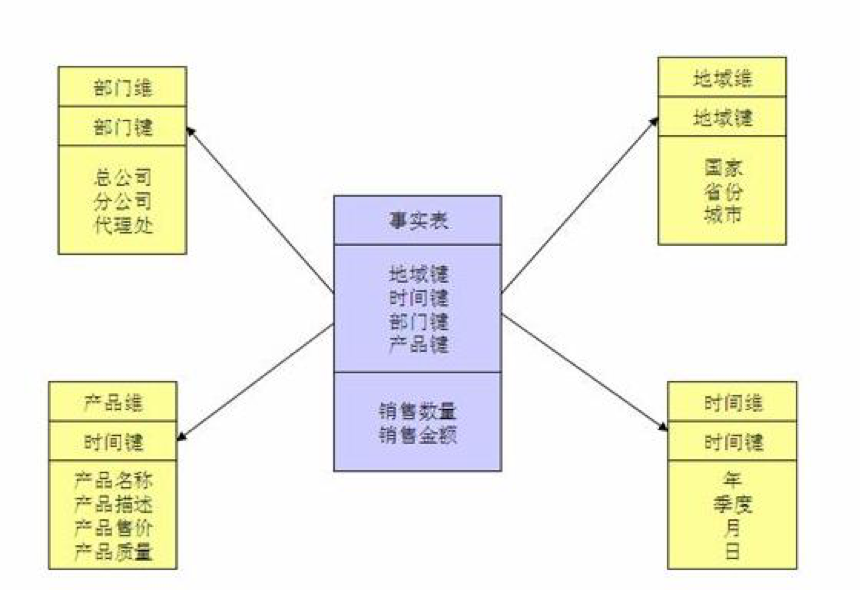 部门维
部门键
总公司
分公司
代理处
地域维
地域键
国家
省份
城市
事实表
地域键
时间键
部门键
产品键
销售数量
销售金额
产品维
时间键
产品名称
产品描述
产品售价
产品质量
时间维
时间键
年
季度
月
日